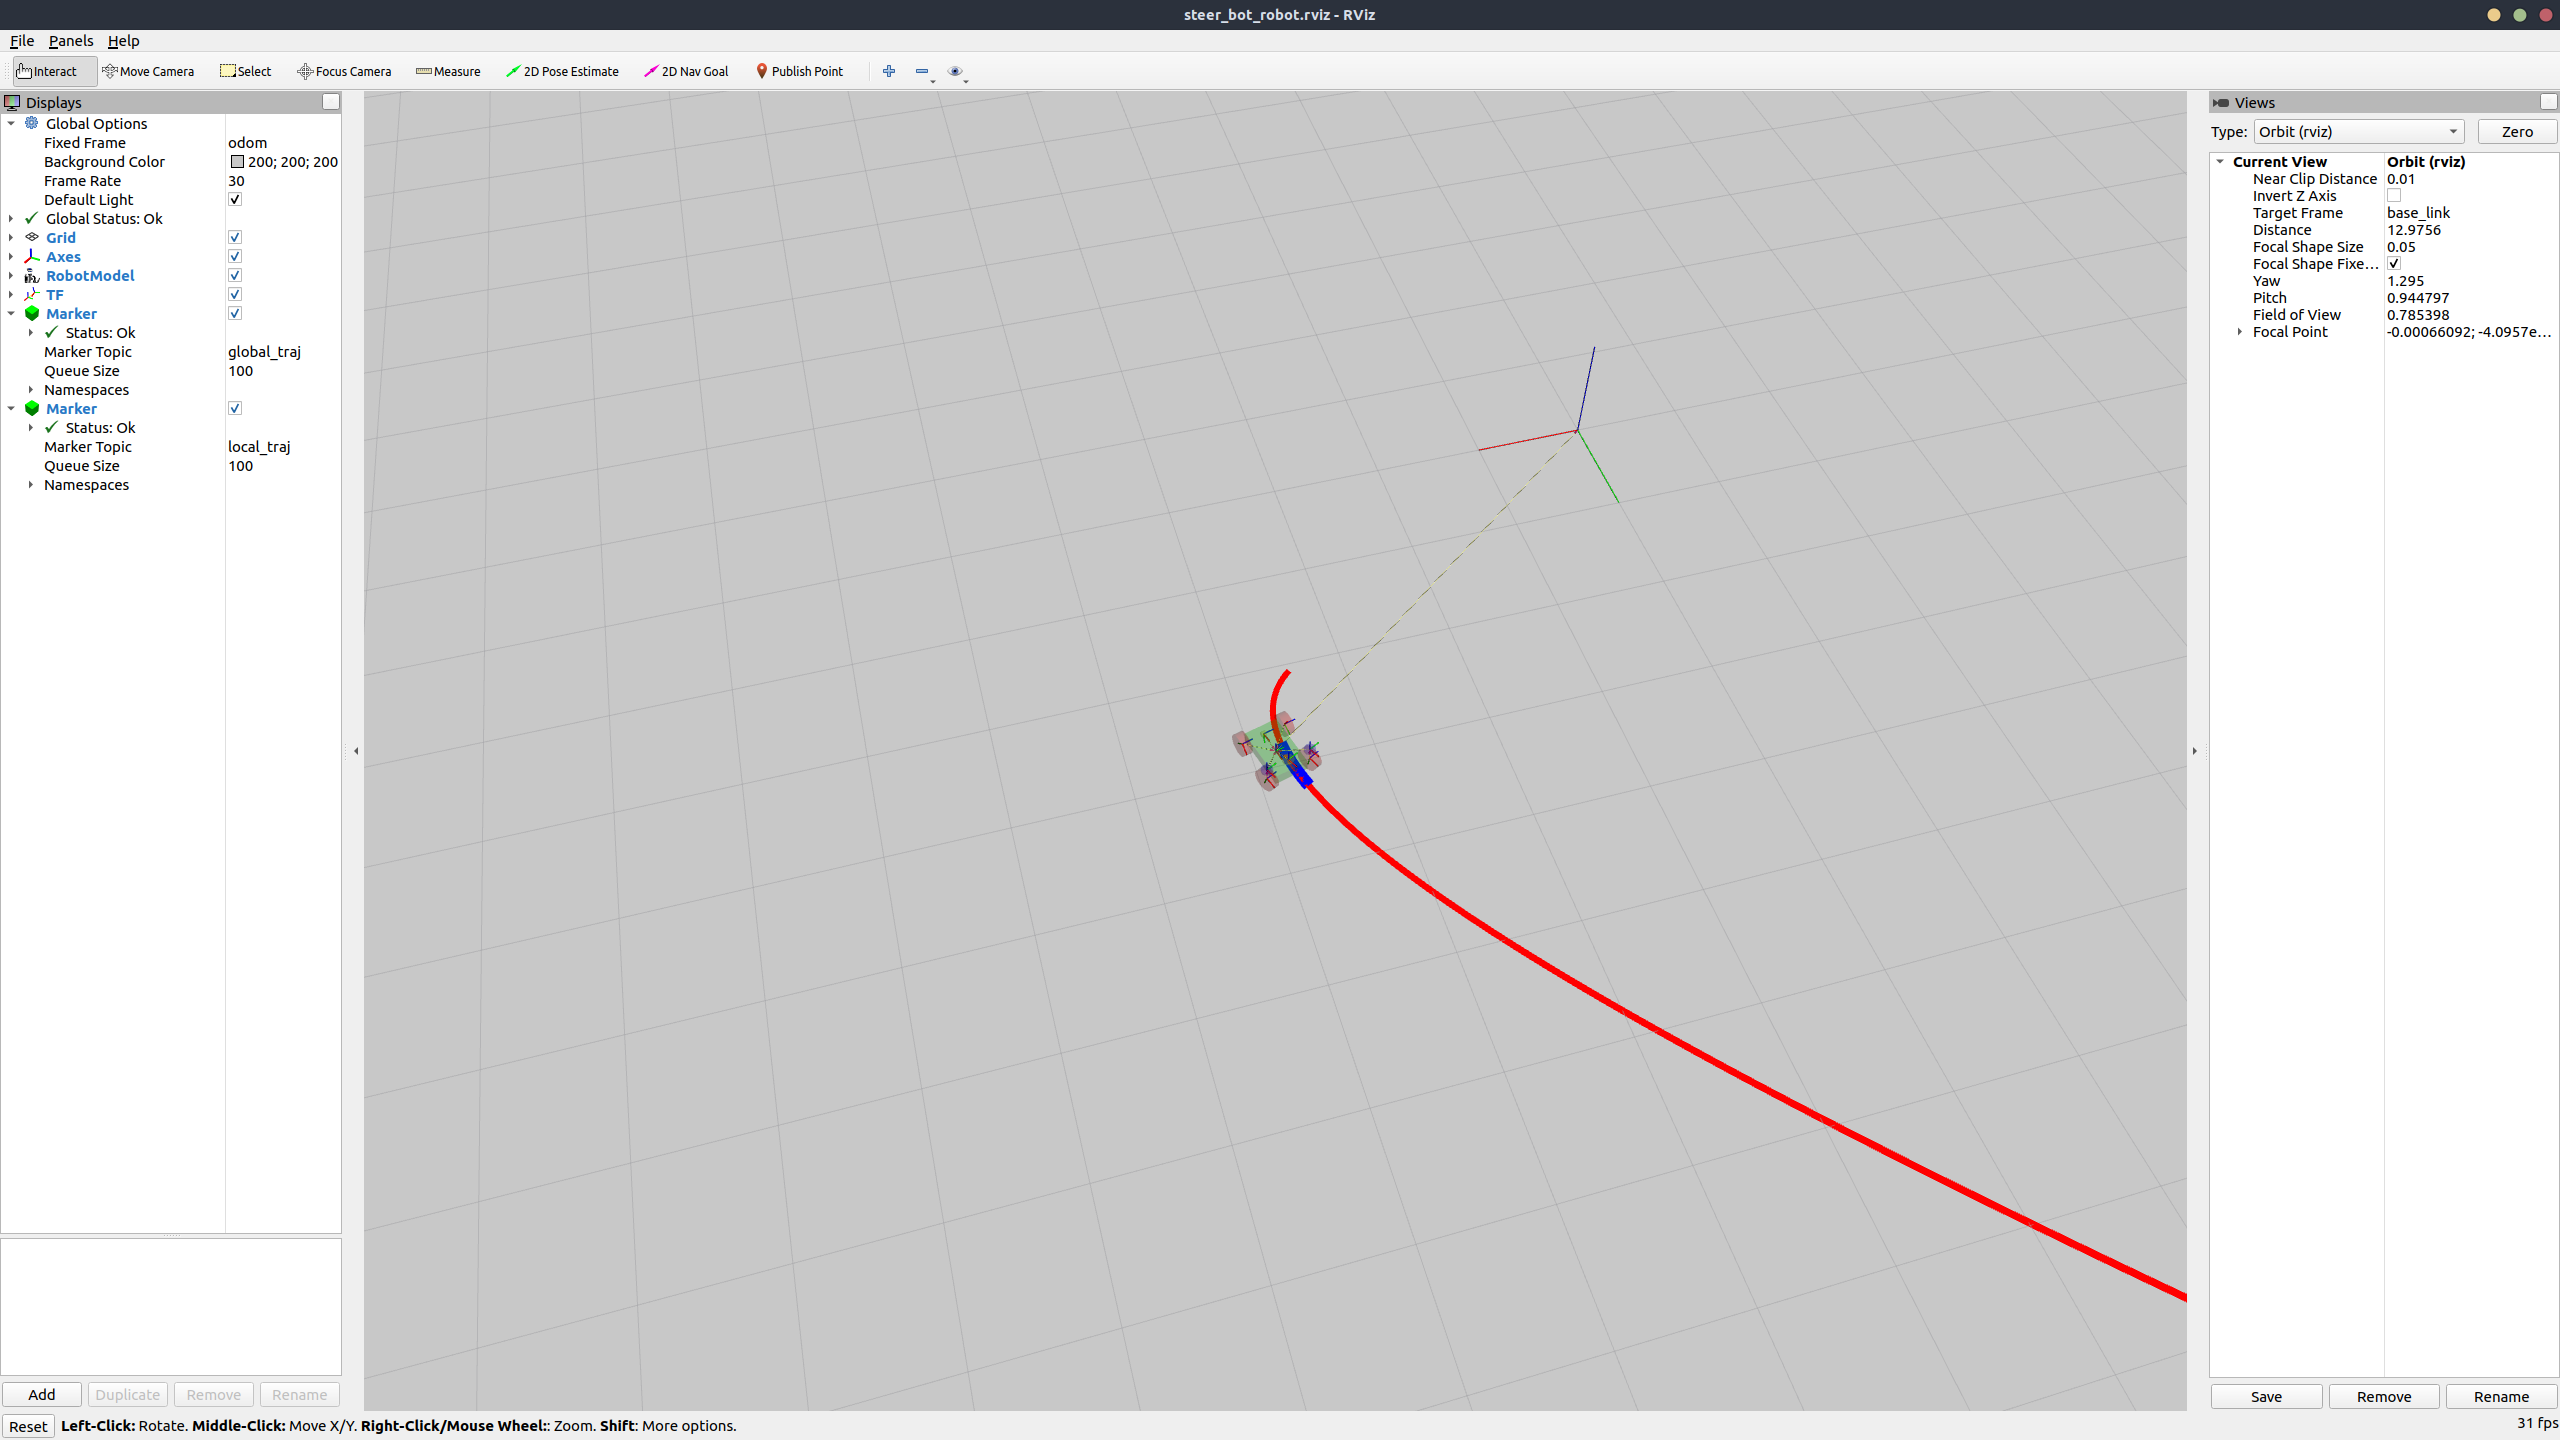 steer_bot_robot.rviz - RViz
File Panels Help
Interact Move Camera Select Focus Camera Measure 2D Pose Estimate 2D Nav Goal Publish Point
Displays
Global Options
Fixed Frame odom
Background Color 200; 200; 200
Frame Rate 30
Default Light
Global Status: Ok
Grid
Axes
RobotModel
TF
Marker
Status: Ok
Marker Topic global_traj
Queue Size 100
Namespaces
Marker
Status: Ok
Marker Topic local_traj
Queue Size 100
Namespaces
Add Duplicate Remove Rename
Views
Type: Orbit (rviz) Zero
Current View Orbit (rviz)
Near Clip Distance 0.01
Invert Z Axis
Target Frame base_link
Distance 12.9756
Focal Shape Size 0.05
Focal Shape Fixe...
Yaw 1.295
Pitch 0.944797
Field of View 0.785398
Focal Point -0.00066092; -4.0957e...
Save Remove Rename
Reset Left-Click: Rotate. Middle-Click: Move X/Y. Right-Click/Mouse Wheel:: Zoom. Shift: More options.
31 fps